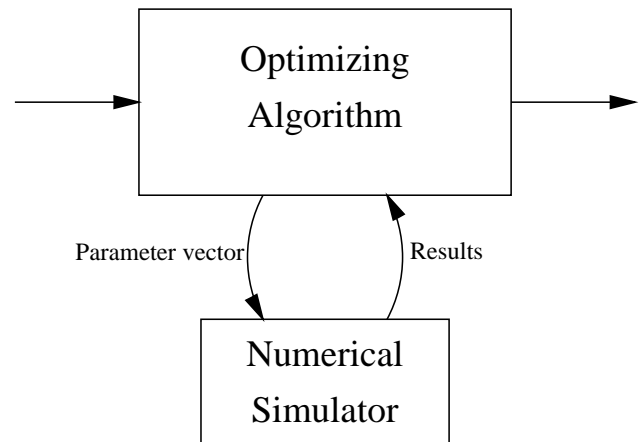 Optimizing
Algorithm
Parameter vector
Results
Numerical
Simulator